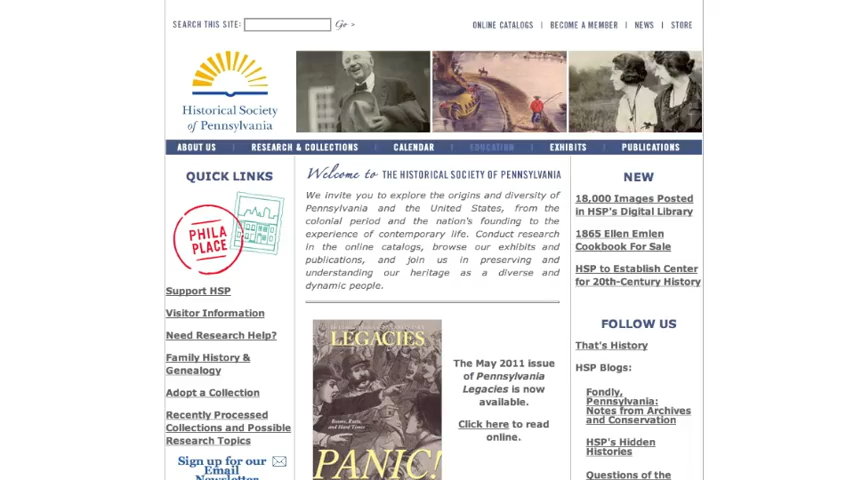 SEARCH THIS SITE: Go >
ONLINE CATALOGS | BECOME A MEMBER | NEWS | STORE
Historical Society
of Pennsylvania
ABOUT US | RESEARCH & COLLECTIONS | CALENDAR | EDUCATION | EXHIBITS | PUBLICATIONS
QUICK LINKS
PHILA
PLACE
Support HSP
Visitor Information
Need Research Help?
Family History &
Genealogy
Adopt a Collection
Recently Processed
Collections and Possible
Research Topics
Sign up for our
Email
Newsletter
Welcome to THE HISTORICAL SOCIETY OF PENNSYLVANIA
We invite you to explore the origins and diversity of
Pennsylvania and the United States, from the
colonial period and the nation's founding to the
experience of contemporary life. Conduct research
in the online catalogs, browse our exhibits and
publications, and join us in preserving and
understanding our heritage as a diverse and
dynamic people.
LEGACIES
Boom, Bust,
and Hard Times
PANIC!
The May 2011 issue
of Pennsylvania
Legacies is now
available.
Click here to read
online.
NEW
18,000 Images Posted
in HSP's Digital Library
1865 Ellen Emlen
Cookbook For Sale
HSP to Establish Center
for 20th-Century History
FOLLOW US
That's History
HSP Blogs:
Fondly,
Pennsylvania:
Notes from Archives
and Conservation
HSP's Hidden
Histories
Questions of the